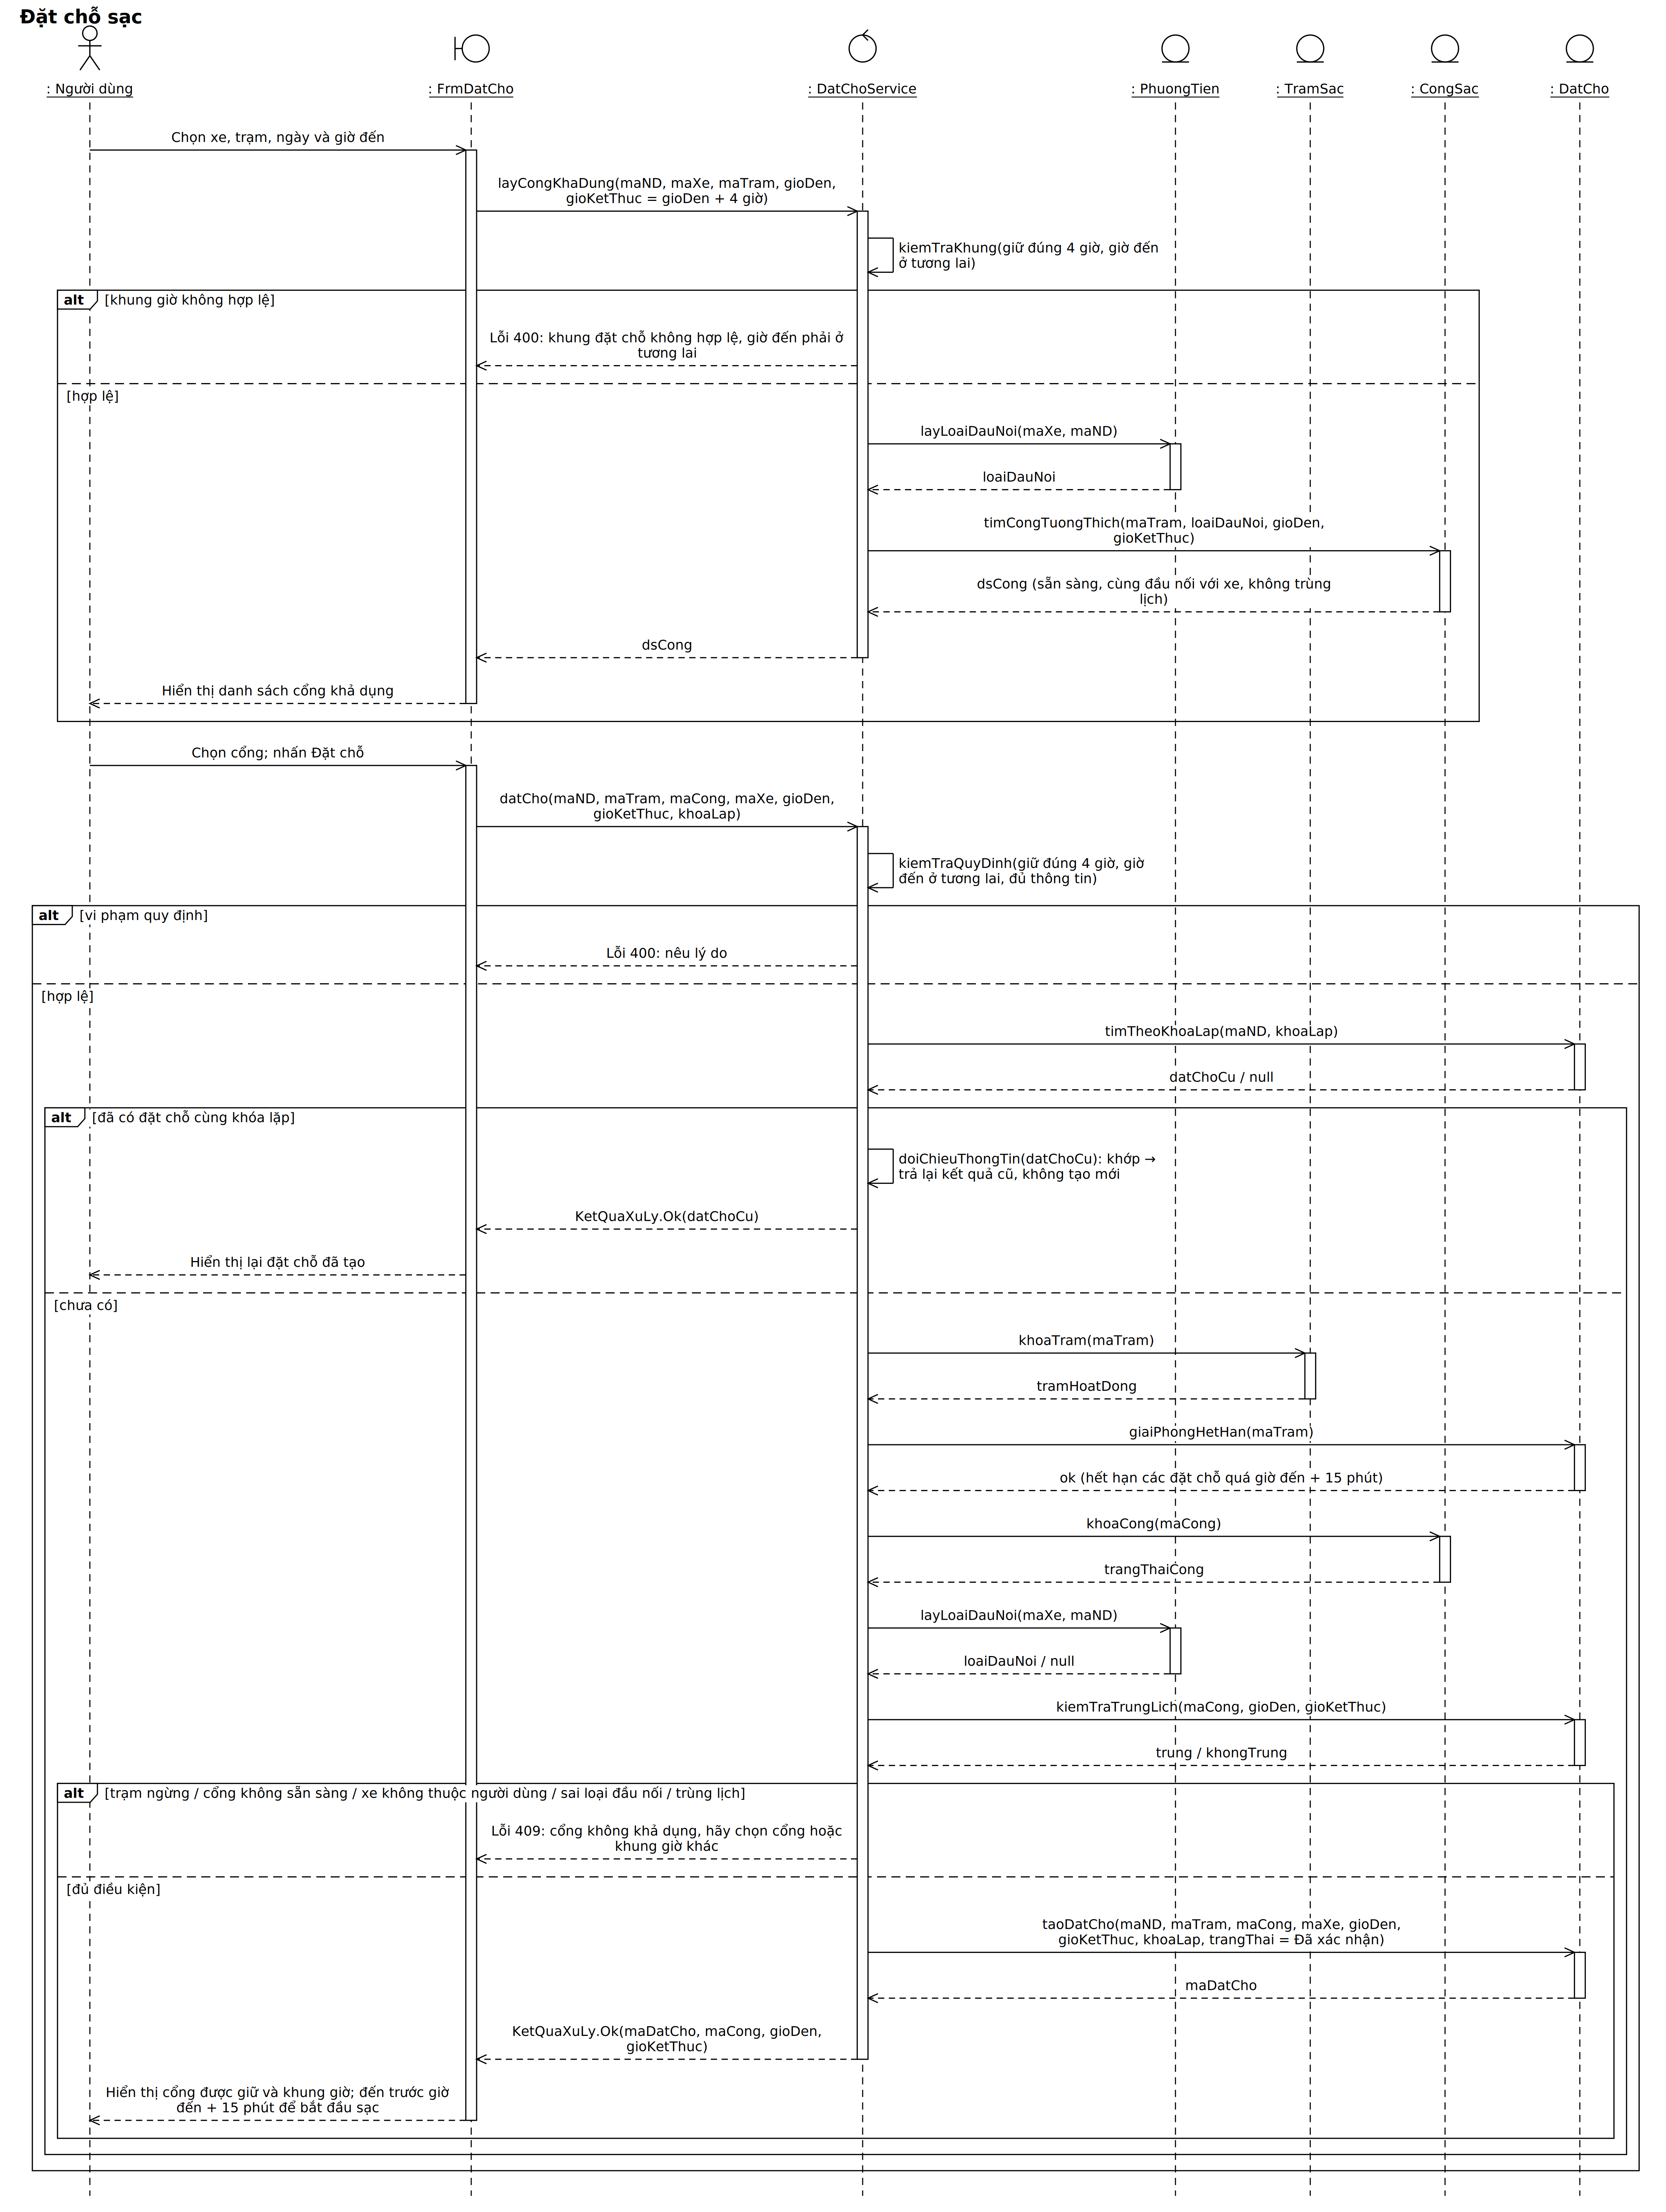 Đặt chỗ sạc
: Người dùng
: FrmDatCho
: DatChoService
: PhuongTien
: TramSac
: CongSac
: DatCho
Chọn xe, trạm, ngày và giờ đến
layCongKhaDung(maND, maXe, maTram, gioDen,
gioKetThuc = gioDen + 4 giờ)
kiemTraKhung(giữ đúng 4 giờ, giờ đến
ở tương lai)
alt [khung giờ không hợp lệ]
Lỗi 400: khung đặt chỗ không hợp lệ, giờ đến phải ở
tương lai
[hợp lệ]
layLoaiDauNoi(maXe, maND)
loaiDauNoi
timCongTuongThich(maTram, loaiDauNoi, gioDen,
gioKetThuc)
dsCong (sẵn sàng, cùng đầu nối với xe, không trùng
lịch)
dsCong
Hiển thị danh sách cổng khả dụng
Chọn cổng; nhấn Đặt chỗ
datCho(maND, maTram, maCong, maXe, gioDen,
gioKetThuc, khoaLap)
kiemTraQuyDinh(giữ đúng 4 giờ, giờ
đến ở tương lai, đủ thông tin)
alt [vi phạm quy định]
Lỗi 400: nêu lý do
[hợp lệ]
timTheoKhoaLap(maND, khoaLap)
datChoCu / null
alt [đã có đặt chỗ cùng khóa lặp]
doiChieuThongTin(datChoCu): khớp →
trả lại kết quả cũ, không tạo mới
KetQuaXuLy.Ok(datChoCu)
Hiển thị lại đặt chỗ đã tạo
[chưa có]
khoaTram(maTram)
tramHoatDong
giaiPhongHetHan(maTram)
ok (hết hạn các đặt chỗ quá giờ đến + 15 phút)
khoaCong(maCong)
trangThaiCong
layLoaiDauNoi(maXe, maND)
loaiDauNoi / null
kiemTraTrungLich(maCong, gioDen, gioKetThuc)
trung / khongTrung
alt [trạm ngừng / cổng không sẵn sàng / xe không thuộc người dùng / sai loại đầu nối / trùng lịch]
Lỗi 409: cổng không khả dụng, hãy chọn cổng hoặc
khung giờ khác
[đủ điều kiện]
taoDatCho(maND, maTram, maCong, maXe, gioDen,
gioKetThuc, khoaLap, trangThai = Đã xác nhận)
maDatCho
KetQuaXuLy.Ok(maDatCho, maCong, gioDen,
gioKetThuc)
Hiển thị cổng được giữ và khung giờ; đến trước giờ
đến + 15 phút để bắt đầu sạc